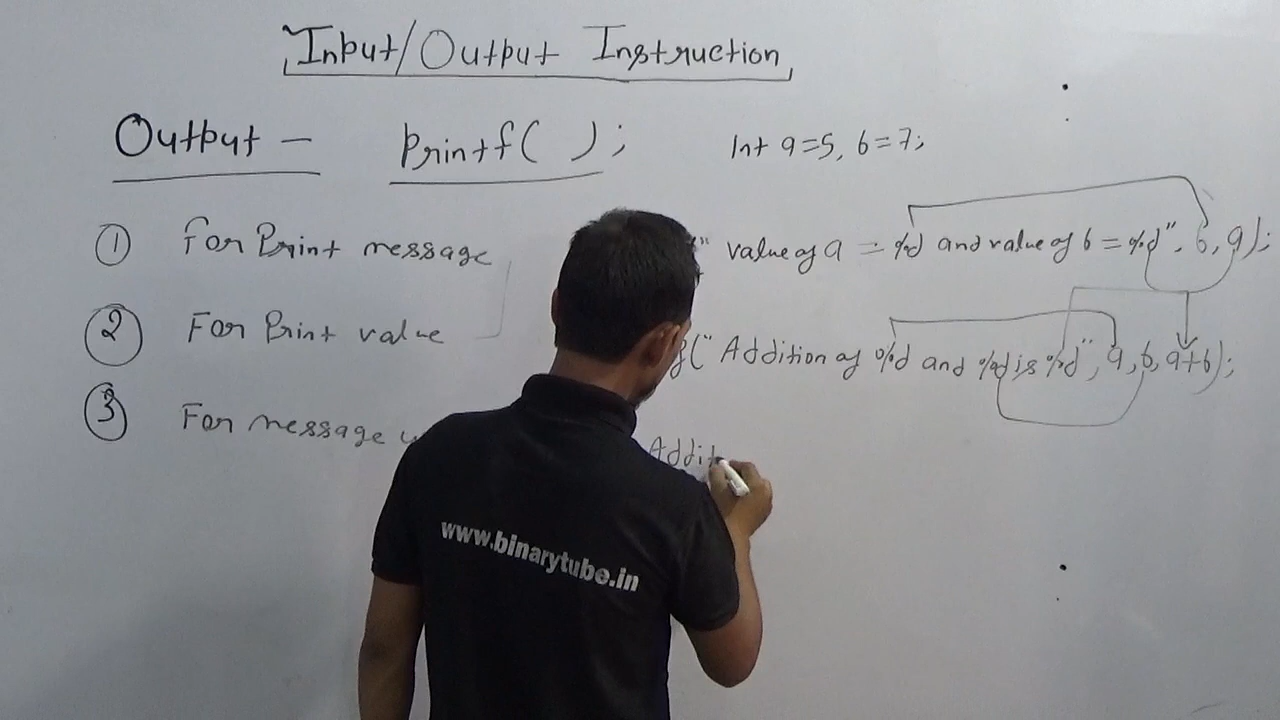 Input/Output Instruction
Output - printf( ); Int a=5, b=7;
① For Print message
" value of a = %d and value of b = %d", b, a);
② For Print value
f(" Addition of %d and %d is %d", a, b, a+b);
③ For message
Addit
www.binarytube.in